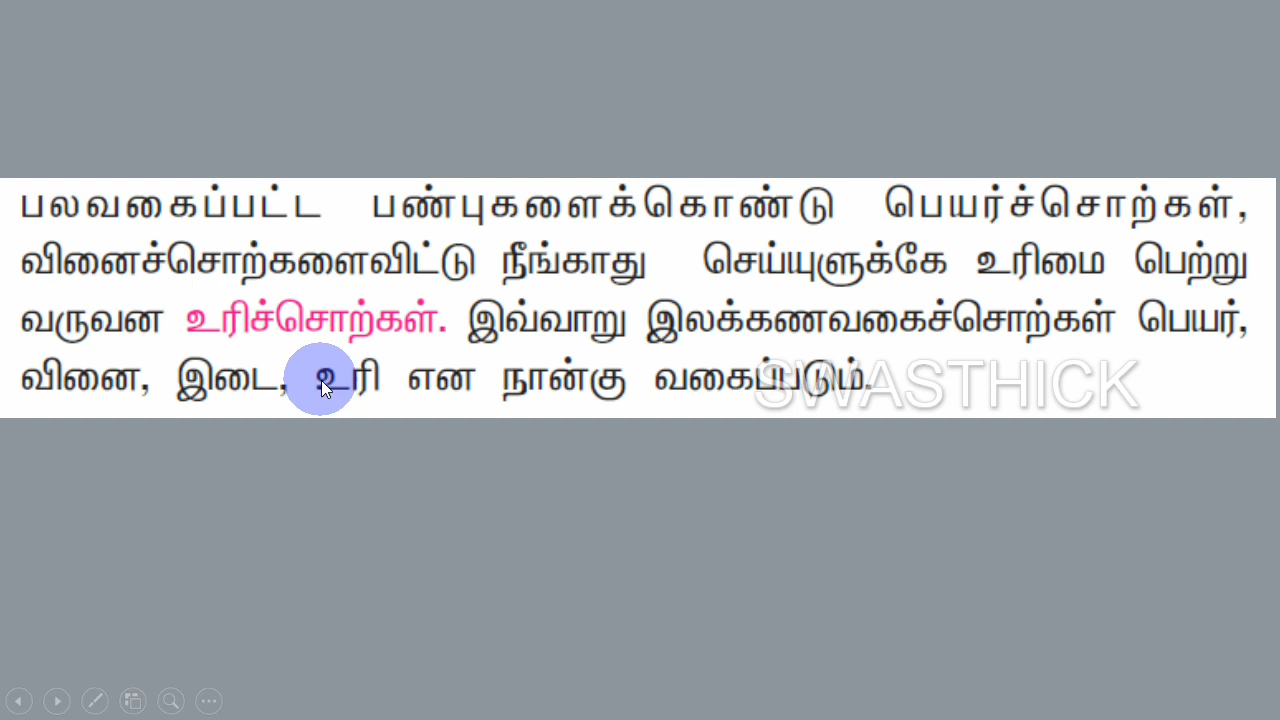 பலவகைப்பட்ட பண்புகளைக்கொண்டு பெயர்ச்சொற்கள்,
வினைச்சொற்களைவிட்டு நீங்காது செய்யுளுக்கே உரிமை பெற்று
வருவன உரிச்சொற்கள். இவ்வாறு இலக்கணவகைச்சொற்கள் பெயர்,
வினை, இடை, உரி என நான்கு வகைப்படும்.
SWASTHICK